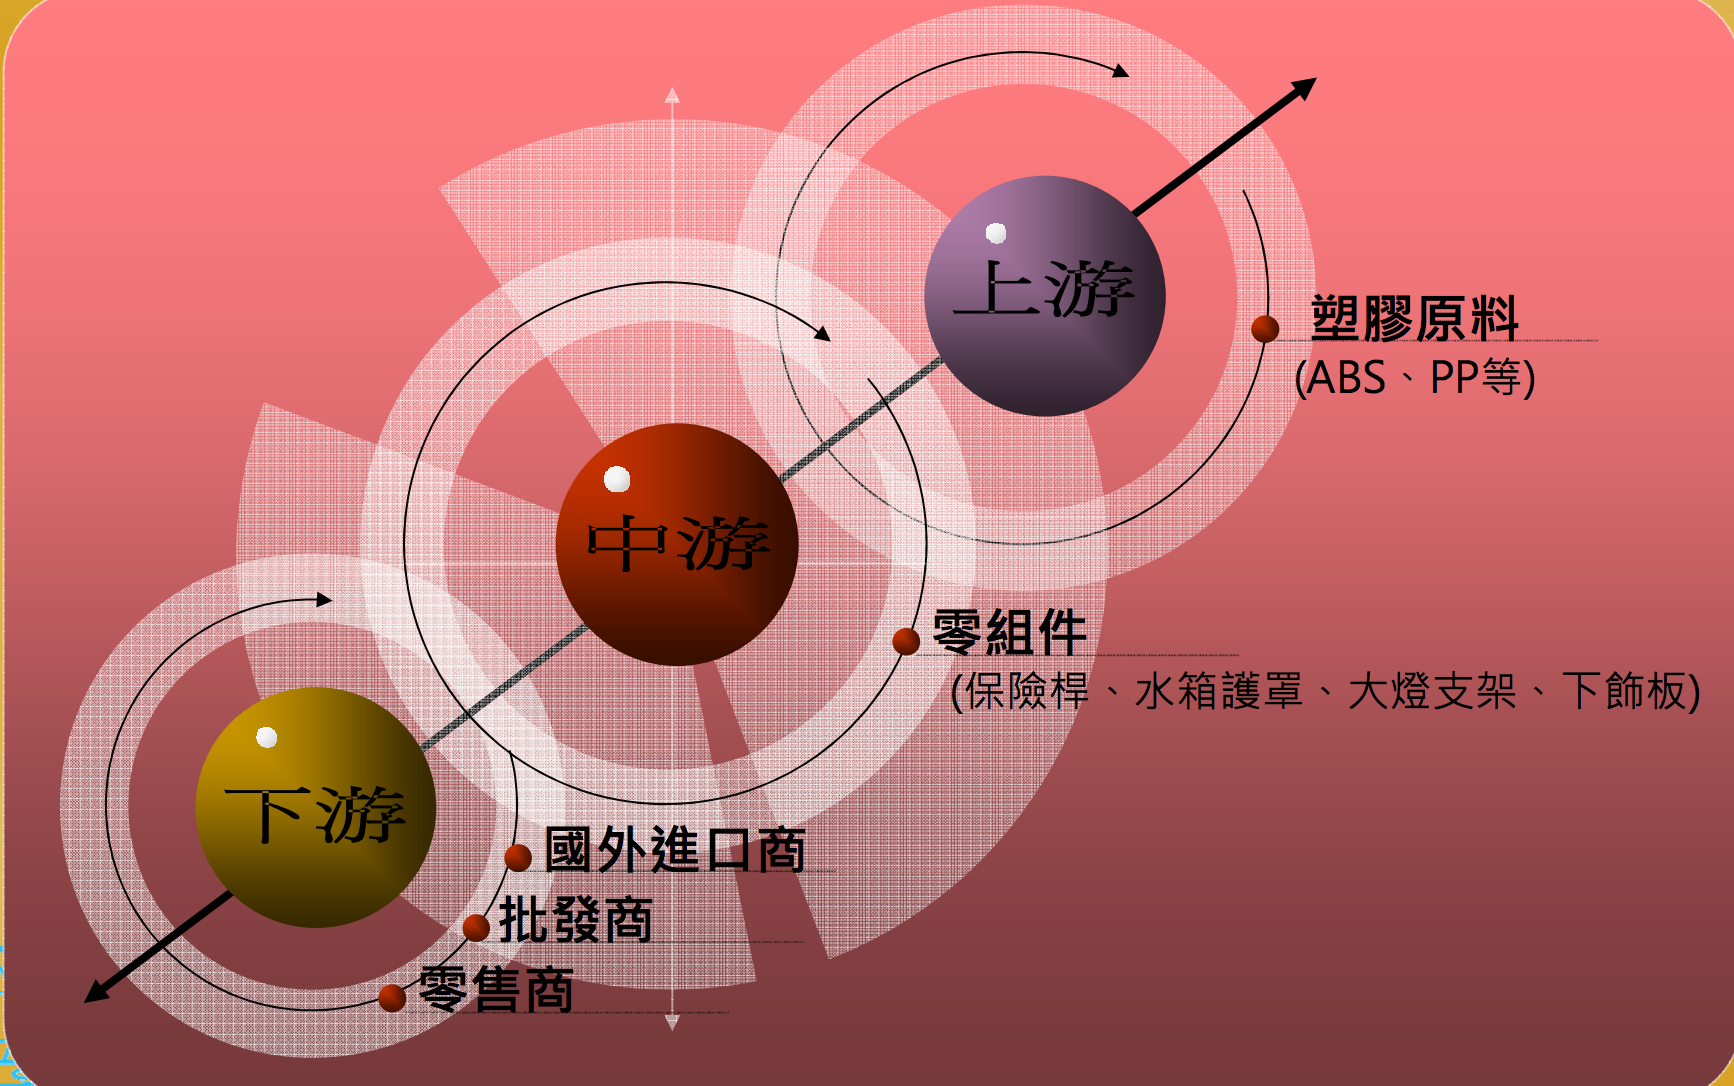 上游
塑膠原料
(ABS、PP等)
中游
零組件
(保險桿、水箱護罩、大燈支架、下飾板)
下游
國外進口商
批發商
零售商